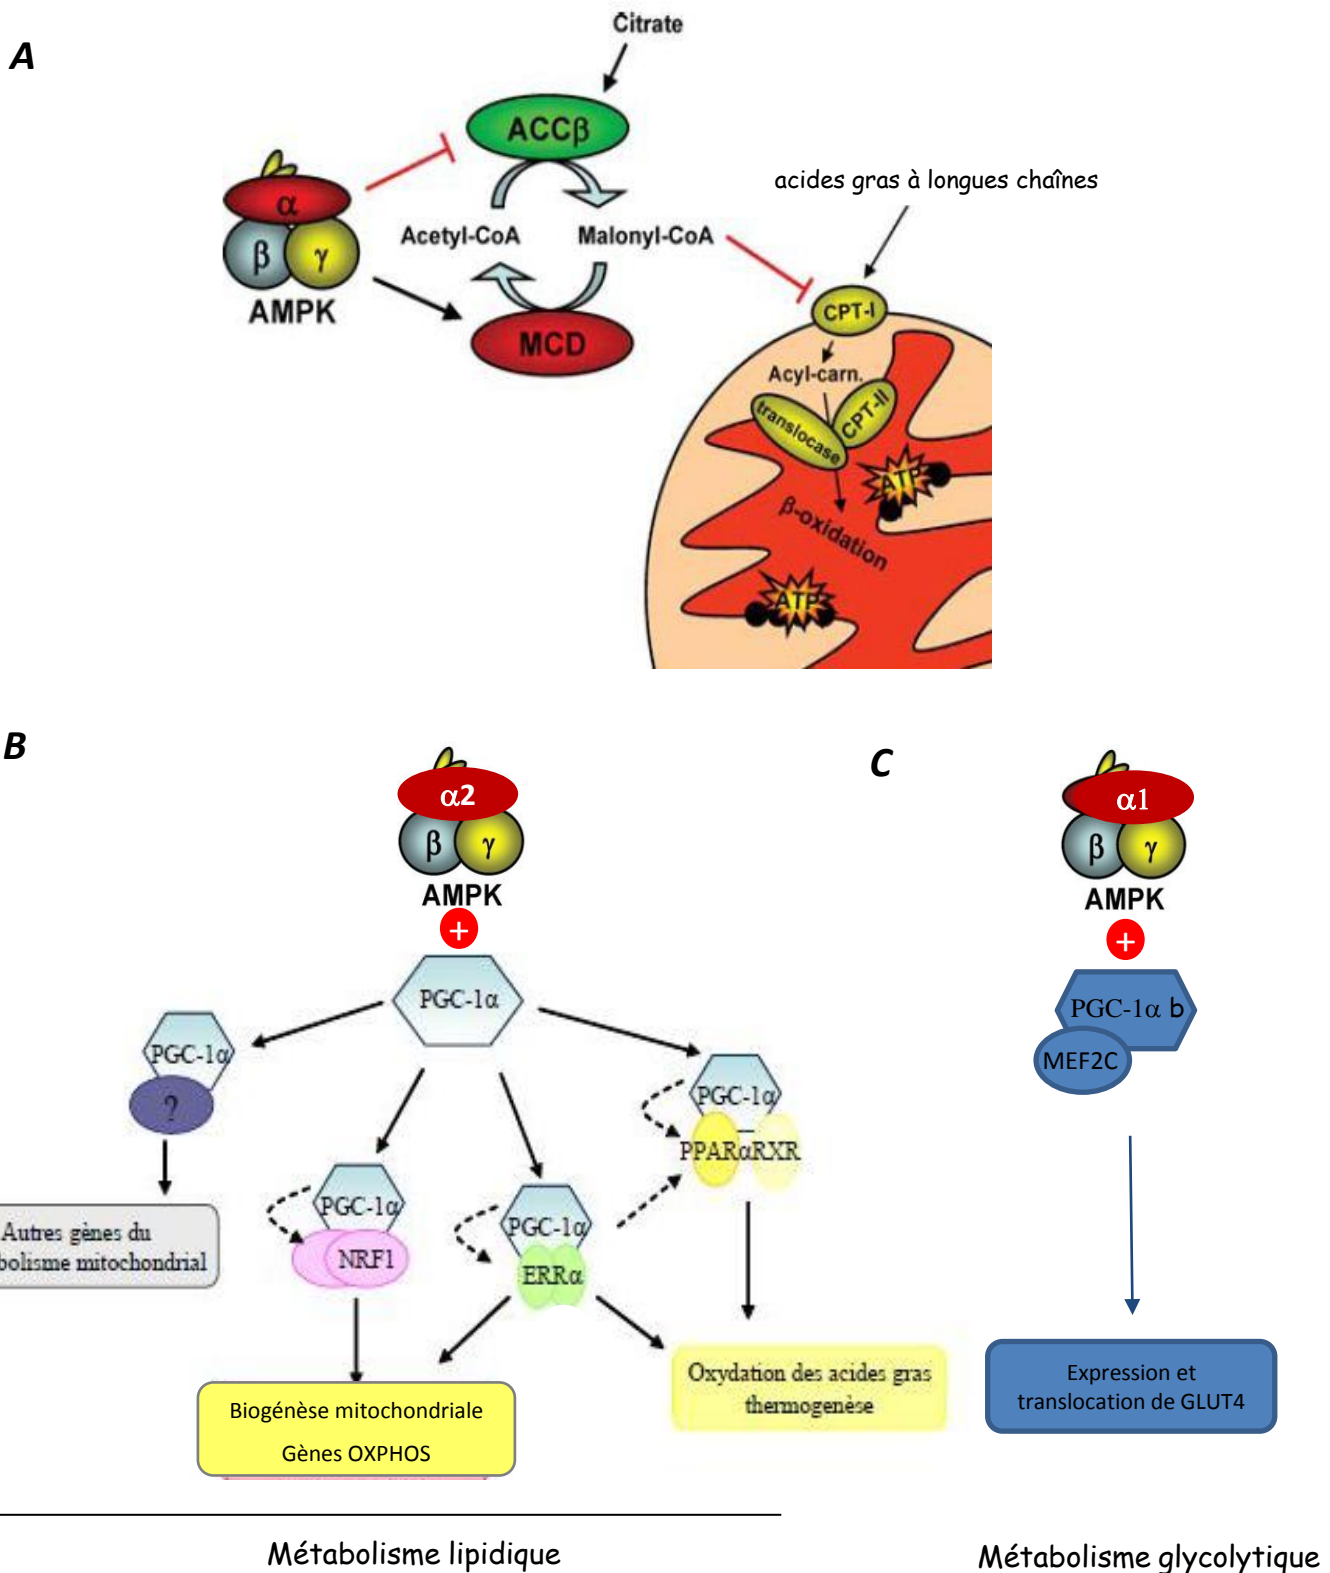 A
Citrate
ACCβ
acides gras à longues chaînes
α
β γ
AMPK
Acetyl-CoA Malonyl-CoA
MCD
CPT-I
Acyl-carn.
translocase
CPT-II
ATP
β-oxidation
ATP
B
α2
β γ
AMPK
+
PGC-1α
PGC-1α
?
Autres gènes du
bolisme mitochondrial
PGC-1α
NRF1
PGC-1α
ERRα
PGC-1α
PPARαRXR
Biogénèse mitochondriale
Gènes OXPHOS
Oxydation des acides gras
thermogenèse
Métabolisme lipidique
C
α1
β γ
AMPK
+
PGC-1α b
MEF2C
Expression et
translocation de GLUT4
Métabolisme glycolytique